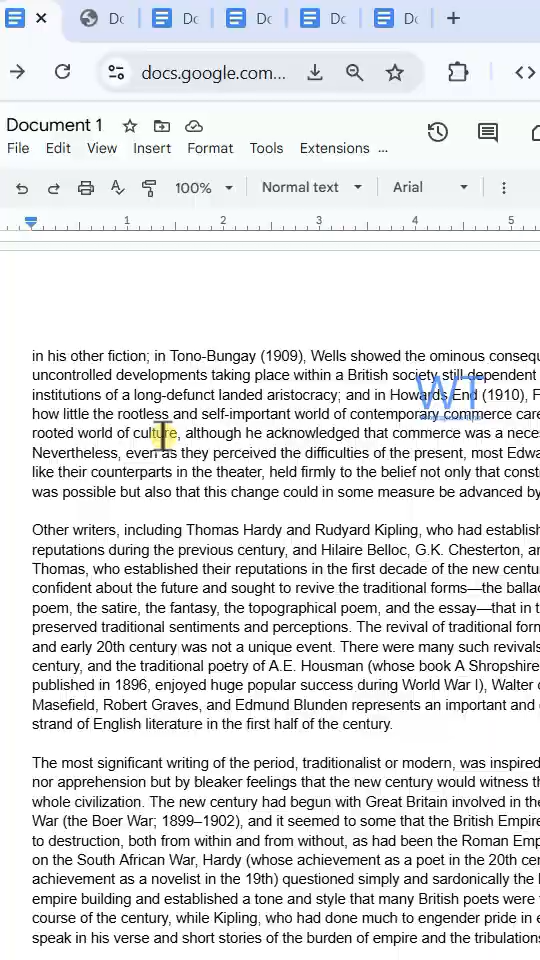 Dc Dc Dc Dc Dc
docs.google.com...
Document 1
File Edit View Insert Format Tools Extensions ...
100% Normal text Arial
1 2 3 4 5
in his other fiction; in Tono-Bungay (1909), Wells showed the ominous consequ
uncontrolled developments taking place within a British society still dependent
institutions of a long-defunct landed aristocracy; and in Howards End (1910), F
how little the rootless and self-important world of contemporary commerce care
rooted world of culture, although he acknowledged that commerce was a nece
Nevertheless, even as they perceived the difficulties of the present, most Edwa
like their counterparts in the theater, held firmly to the belief not only that const
was possible but also that this change could in some measure be advanced by
WT
Other writers, including Thomas Hardy and Rudyard Kipling, who had establish
reputations during the previous century, and Hilaire Belloc, G.K. Chesterton, an
Thomas, who established their reputations in the first decade of the new centu
confident about the future and sought to revive the traditional forms—the ballad
poem, the satire, the fantasy, the topographical poem, and the essay—that in t
preserved traditional sentiments and perceptions. The revival of traditional form
and early 20th century was not a unique event. There were many such revivals
century, and the traditional poetry of A.E. Housman (whose book A Shropshire
published in 1896, enjoyed huge popular success during World War I), Walter d
Masefield, Robert Graves, and Edmund Blunden represents an important and o
strand of English literature in the first half of the century.
The most significant writing of the period, traditionalist or modern, was inspired
nor apprehension but by bleaker feelings that the new century would witness th
whole civilization. The new century had begun with Great Britain involved in the
War (the Boer War; 1899–1902), and it seemed to some that the British Empire
to destruction, both from within and from without, as had been the Roman Emp
on the South African War, Hardy (whose achievement as a poet in the 20th cen
achievement as a novelist in the 19th) questioned simply and sardonically the h
empire building and established a tone and style that many British poets were
course of the century, while Kipling, who had done much to engender pride in e
speak in his verse and short stories of the burden of empire and the tribulations